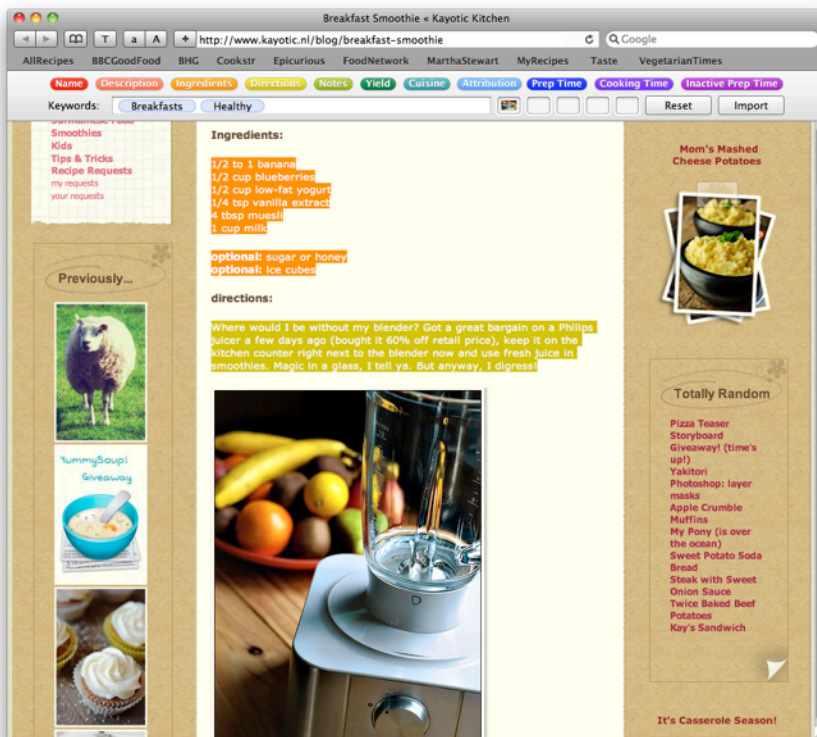 Breakfast Smoothie « Kayotic Kitchen
T
a
A
+
http://www.kayotic.nl/blog/breakfast-smoothie
Google
AllRecipes BBCGoodFood BHG Cookstr Epicurious FoodNetwork MarthaStewart MyRecipes Taste VegetarianTimes
Name Description Ingredients Directions Notes Yield Cuisine Attribution Prep Time Cooking Time Inactive Prep Time
Keywords: Breakfasts Healthy Reset Import
Smoothies
Kids
Tips & Tricks
Recipe Requests
my requests
your requests
Previously...
YummySoup!
Giveaway
Ingredients:
1/2 to 1 banana
1/2 cup blueberries
1/2 cup low-fat yogurt
1/4 tsp vanilla extract
4 tbsp muesli
1 cup milk
optional: sugar or honey
optional: ice cubes
directions:
Where would I be without my blender? Got a great bargain on a Philips
juicer a few days ago (bought it 60% off retail price), keep it on the
kitchen counter right next to the blender now and use fresh juice in
smoothies. Magic in a glass, I tell ya. But anyway, I digress!
Mom's Mashed
Cheese Potatoes
Totally Random
Pizza Teaser
Storyboard
Giveaway! (time's
up!)
Yakitori
Photoshop: layer
masks
Apple Crumble
Muffins
My Pony (is over
the ocean)
Sweet Potato Soda
Bread
Steak with Sweet
Onion Sauce
Twice Baked Beef
Potatoes
Kay's Sandwich
It's Casserole Season!